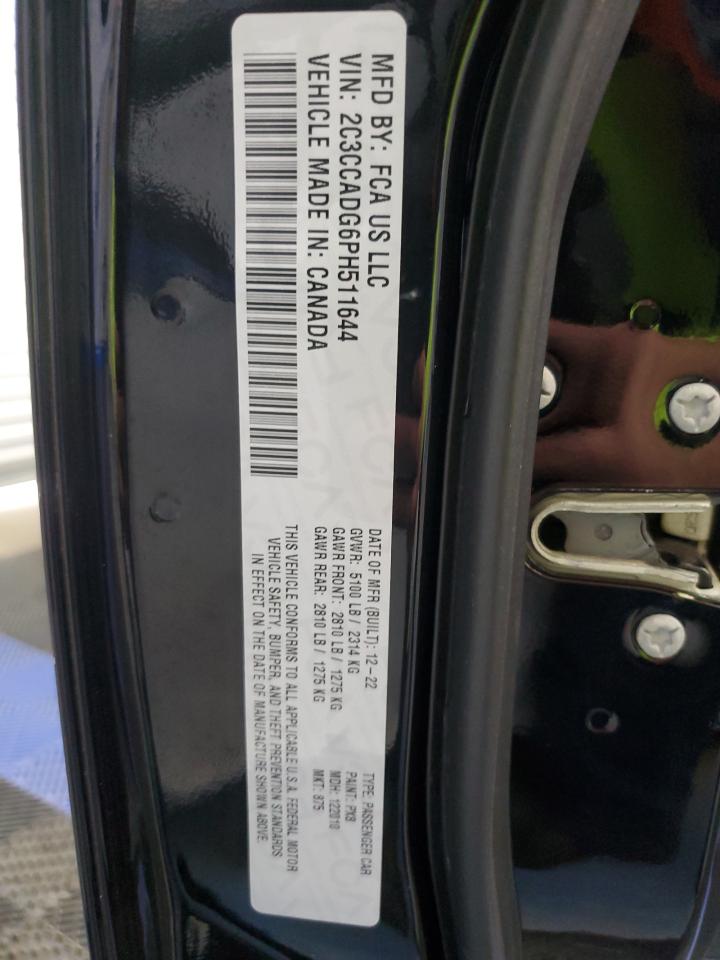 MFD BY: FCA US LLC
VIN: 2C3CCADG6PH511644
VEHICLE MADE IN: CANADA
DATE OF MFR (BUILT): 12-22
GVWR: 5100 LB / 2314 KG
GAWR FRONT: 2810 LB / 1275 KG
GAWR REAR: 2810 LB / 1275 KG
THIS VEHICLE CONFORMS TO ALL APPLICABLE U.S.A. FEDERAL MOTOR
VEHICLE SAFETY, BUMPER, AND THEFT PREVENTION STANDARDS
IN EFFECT ON THE DATE OF MANUFACTURE SHOWN ABOVE.
TYPE: PASSENGER CAR
PAINT: PX8
MDH: 122010
MKT: 875